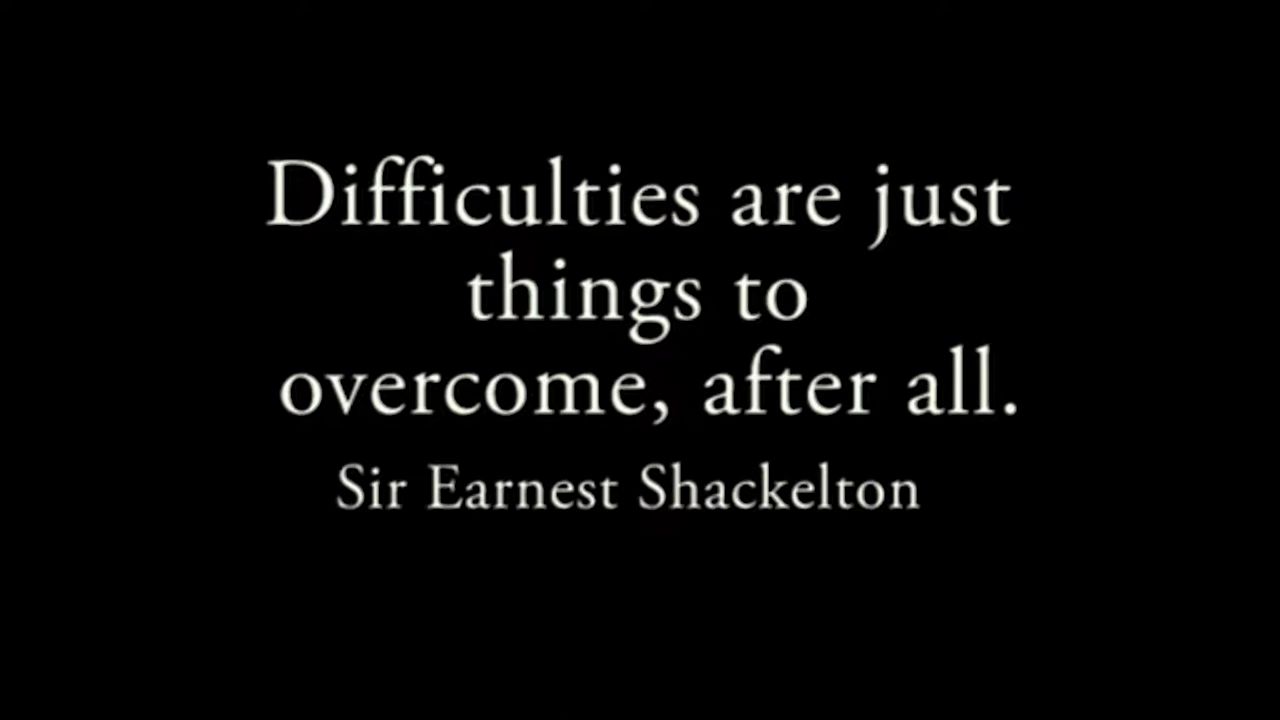 Difficulties are just
things to
overcome, after all.
Sir Earnest Shackelton